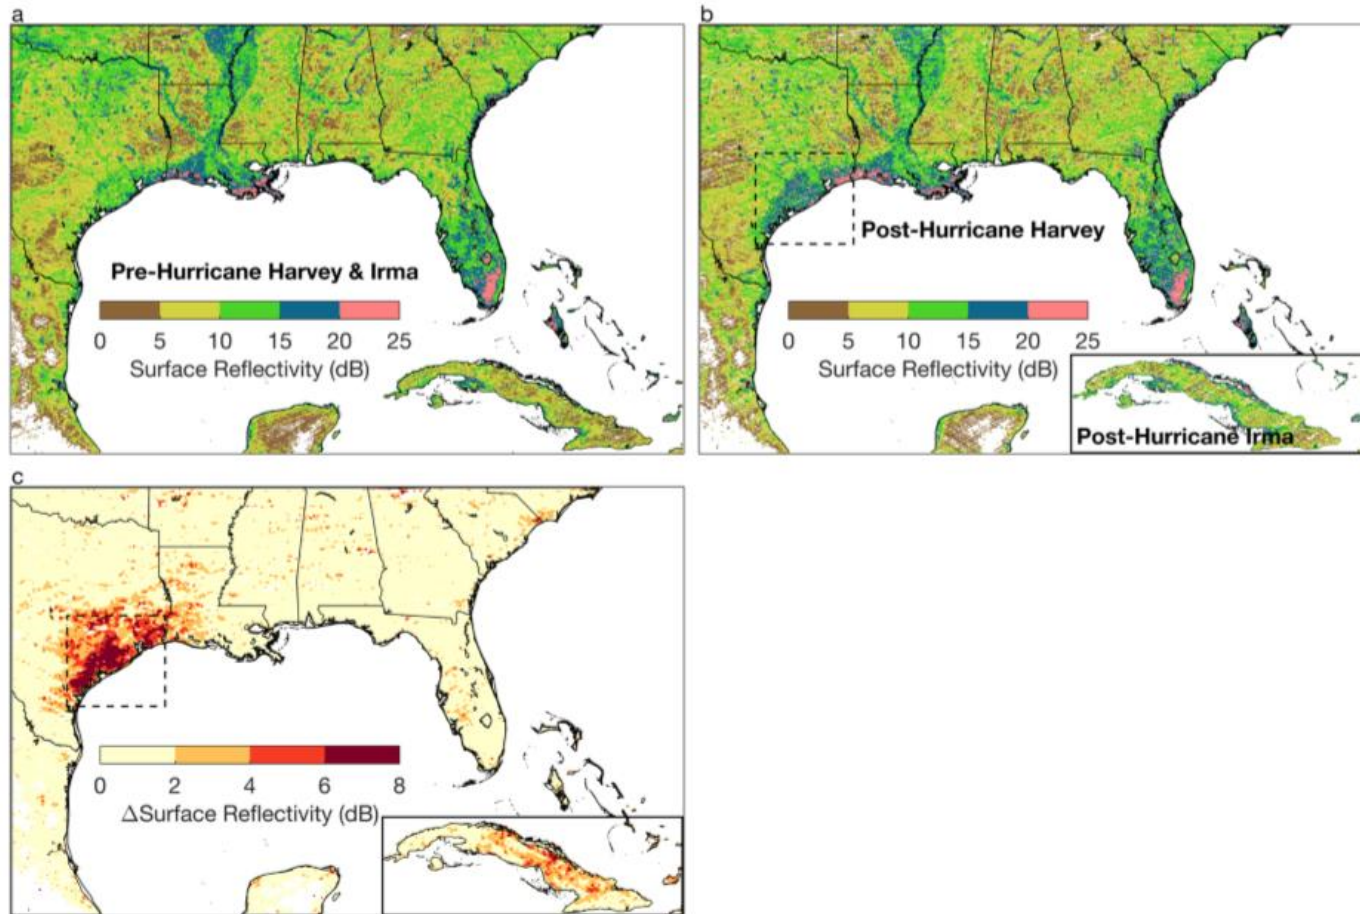 a
b
Pre-Hurricane Harvey & Irma
0 5 10 15 20 25
Surface Reflectivity (dB)
Post-Hurricane Harvey
0 5 10 15 20 25
Surface Reflectivity (dB)
Post-Hurricane Irma
c
0 2 4 6 8
ΔSurface Reflectivity (dB)